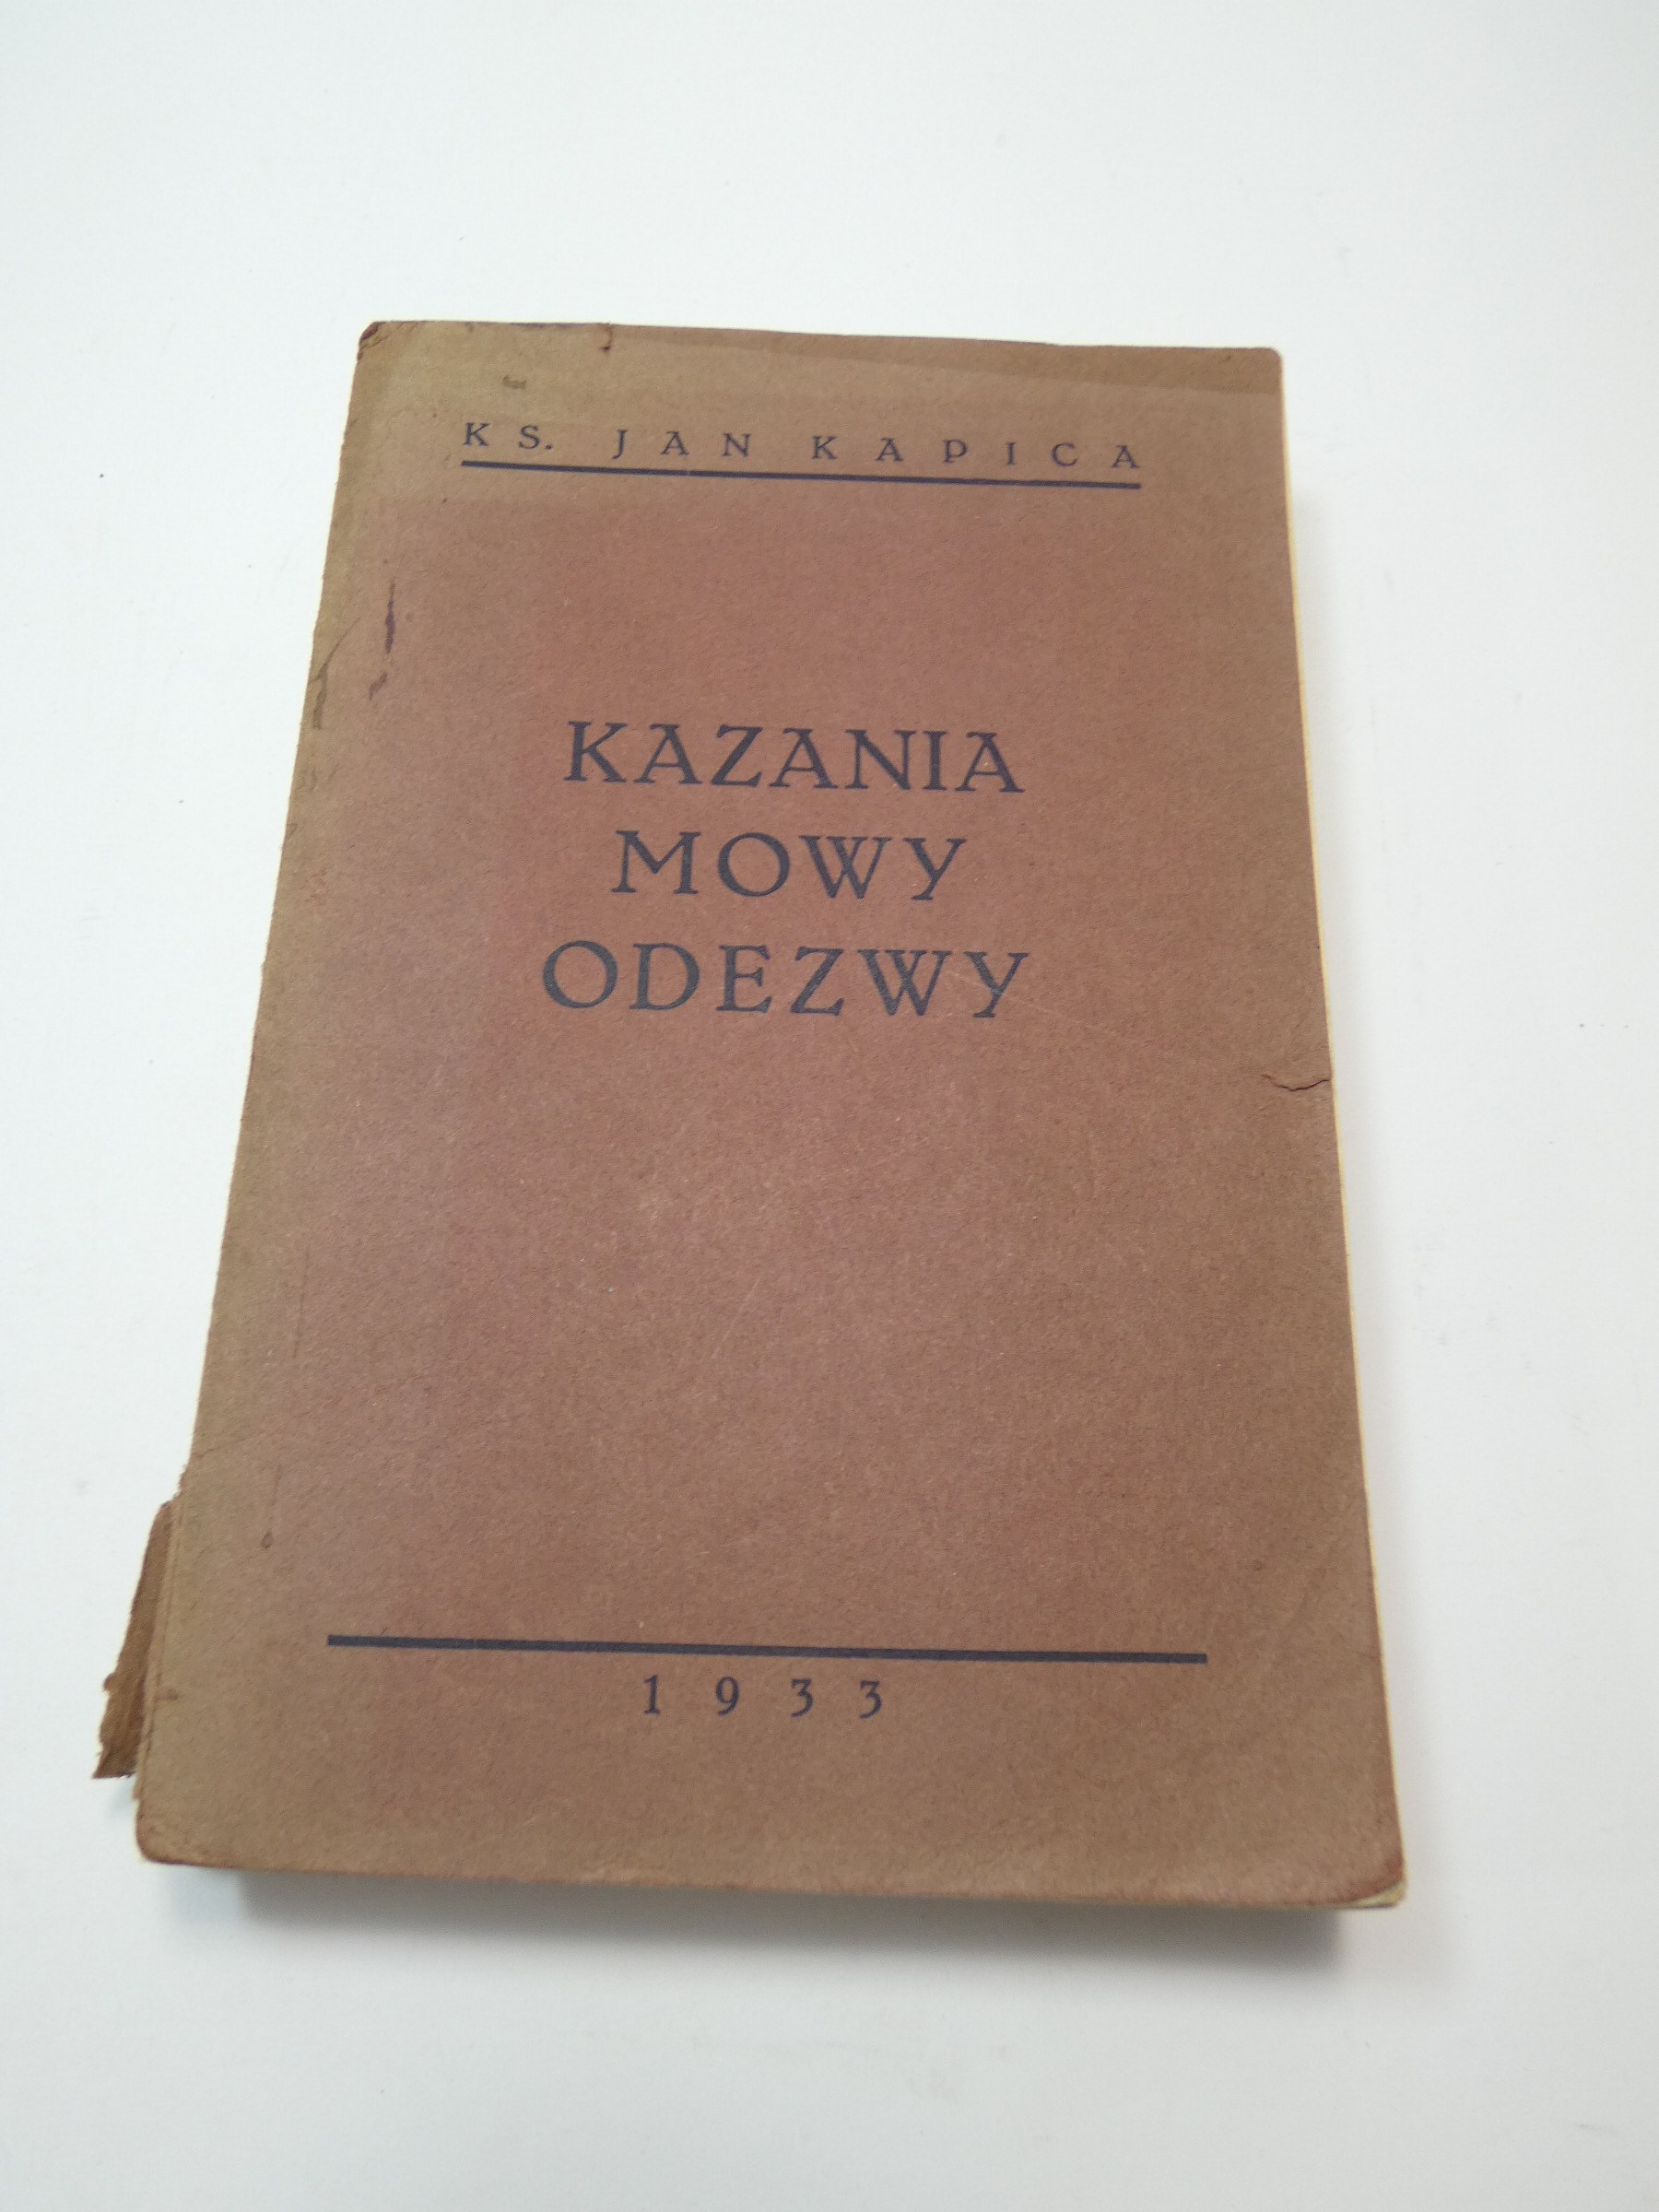 KS. JAN KAPICA
KAZANIA
MOWY
ODEZWY
1933